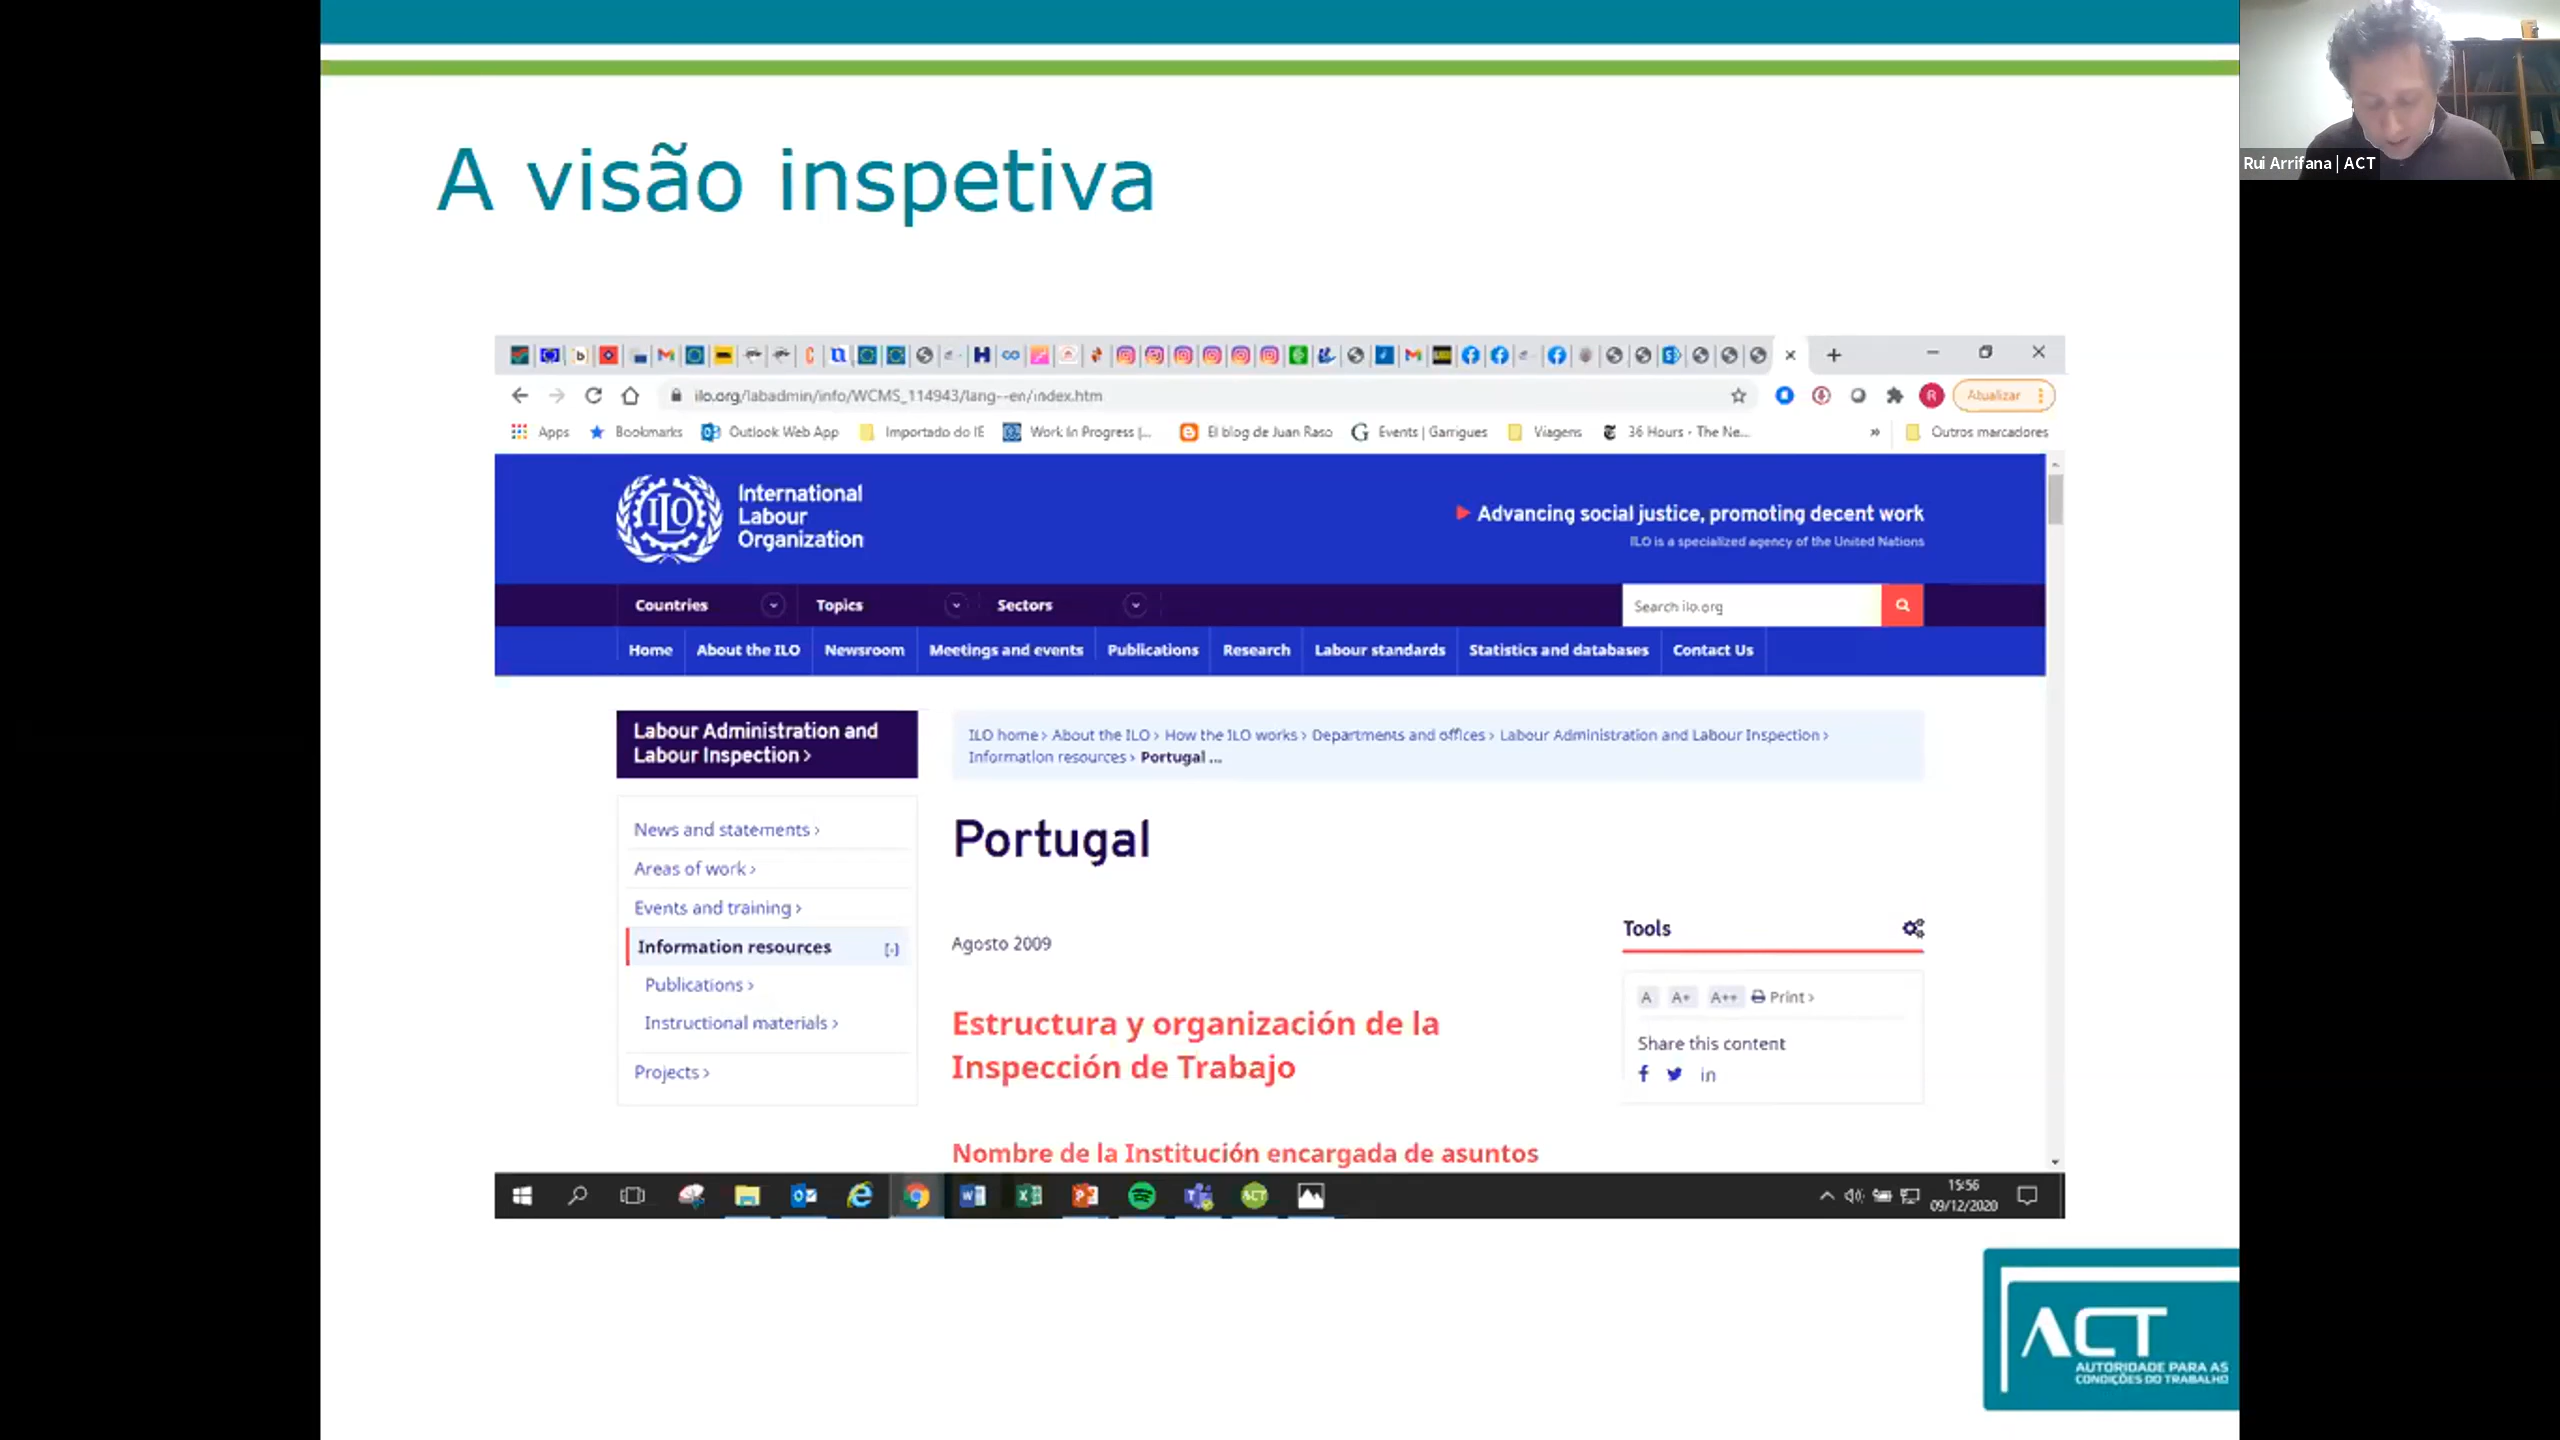 Rui Arrifana | ACT
A visão inspetiva
ilo.org/labadmin/info/WCMS_114943/lang--en/index.htm
Atualizar
Apps
Bookmarks
Outlook Web App
Importado do IE
Work In Progress |...
El blog de Juan Raso
Events | Garrigues
Viagens
36 Hours - The Ne...
»
Outros marcadores
ILO
International
Labour
Organization
Advancing social justice, promoting decent work
ILO is a specialized agency of the United Nations
Countries
Topics
Sectors
Search ilo.org
Home
About the ILO
Newsroom
Meetings and events
Publications
Research
Labour standards
Statistics and databases
Contact Us
Labour Administration and
Labour Inspection >
ILO home > About the ILO > How the ILO works > Departments and offices > Labour Administration and Labour Inspection >
Information resources > Portugal ...
News and statements >
Areas of work >
Events and training >
Information resources [-]
Publications >
Instructional materials >
Projects >
Portugal
Agosto 2009
Estructura y organización de la
Inspección de Trabajo
Nombre de la Institución encargada de asuntos
Tools
A A+ A++ Print >
Share this content
15:56
09/12/2020
ACT
AUTORIDADE PARA AS
CONDIÇÕES DO TRABALHO